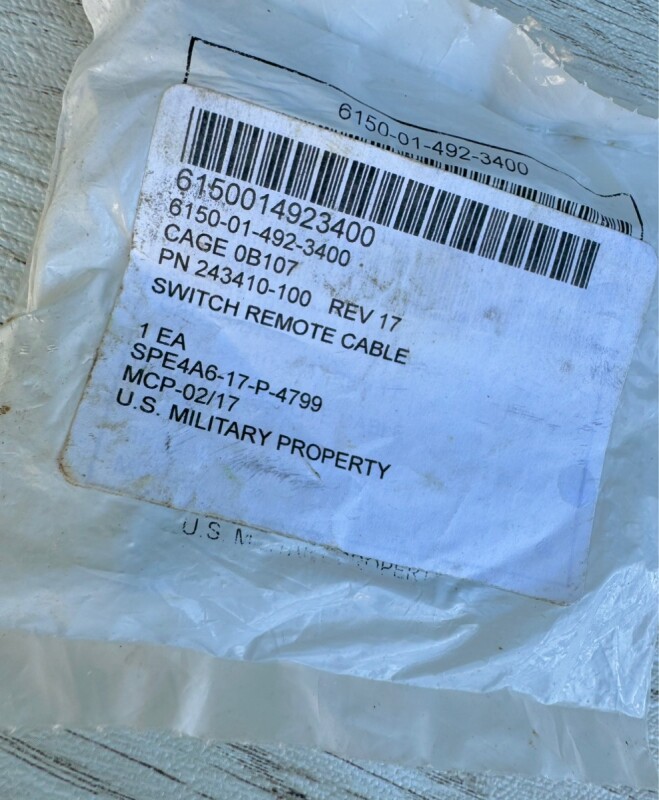 6150-01-492-3400
6150014923400
6150-01-492-3400
CAGE 0B107
PN 243410-100 REV 17
SWITCH REMOTE CABLE
1 EA
SPE4A6-17-P-4799
MCP-02/17
U.S. MILITARY PROPERTY
U.S.